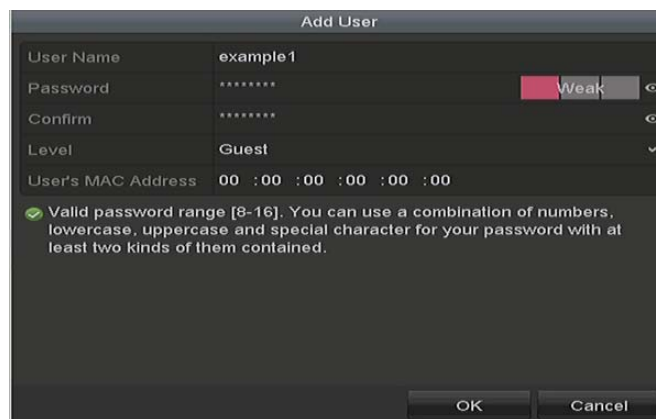 Add User
User Name example1
Password ******** Weak
Confirm ********
Level Guest
User's MAC Address 00 :00 :00 :00 :00 :00
Valid password range [8-16]. You can use a combination of numbers,
lowercase, uppercase and special character for your password with at
least two kinds of them contained.
OK Cancel